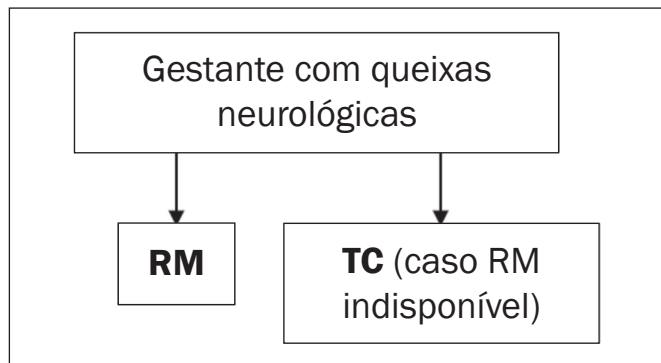 Gestante com queixas
neurológicas
RM
TC (caso RM
indisponível)